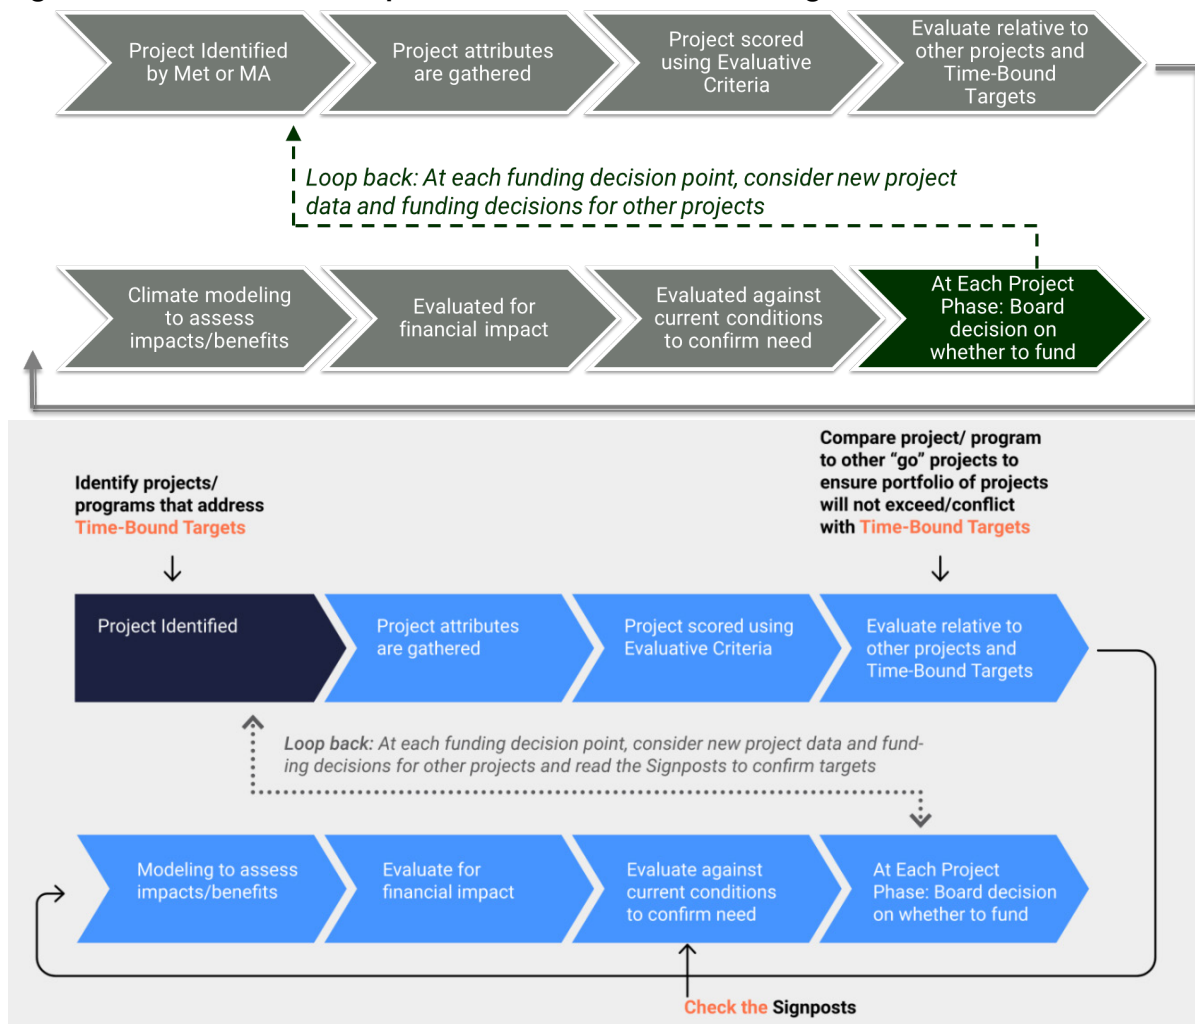 Project Identified
by Met or MA
Project attributes
are gathered
Project scored
using Evaluative
Criteria
Evaluate relative to
other projects and
Time-Bound
Targets
Loop back: At each funding decision point, consider new project
data and funding decisions for other projects
Climate modeling
to assess
impacts/benefits
Evaluated for
financial impact
Evaluated against
current conditions
to confirm need
At Each Project
Phase: Board
decision on
whether to fund
Identify projects/
programs that address
Time-Bound Targets
Compare project/ program
to other “go” projects to
ensure portfolio of projects
will not exceed/conflict
with Time-Bound Targets
Project Identified
Project attributes
are gathered
Project scored using
Evaluative Criteria
Evaluate relative to
other projects and
Time-Bound Targets
Loop back: At each funding decision point, consider new project data and fund-
ing decisions for other projects and read the Signposts to confirm targets
Modeling to assess
impacts/benefits
Evaluate for
financial impact
Evaluate against
current conditions
to confirm need
At Each Project
Phase: Board decision
on whether to fund
Check the Signposts